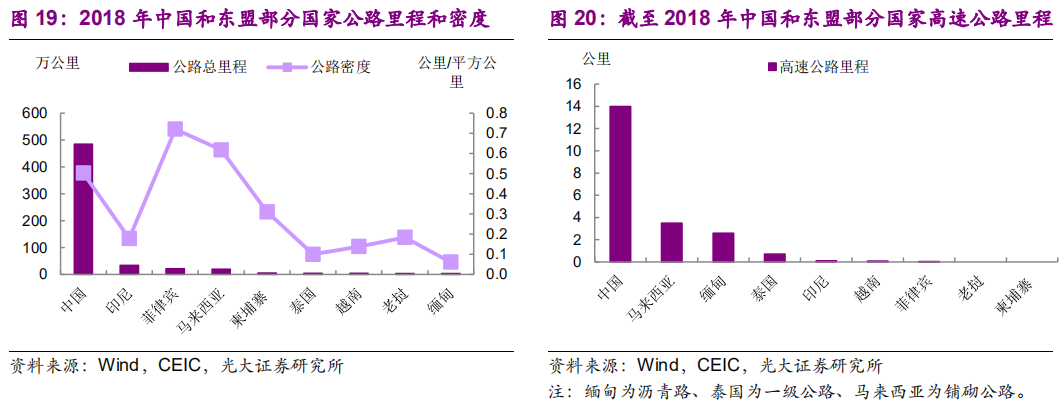 图 19：2018 年中国和东盟部分国家公路里程和密度
万公里
公路总里程
公路密度
公里/平方公
里
600
500
400
300
200
100
0
0.8
0.7
0.6
0.5
0.4
0.3
0.2
0.1
0.0
中国
印尼
菲律宾
马来西亚
柬埔寨
泰国
越南
老挝
缅甸
资料来源：Wind，CEIC，光大证券研究所
图 20：截至 2018 年中国和东盟部分国家高速公路里程
公里
高速公路里程
16
14
12
10
8
6
4
2
0
中国
马来西亚
缅甸
泰国
印尼
越南
菲律宾
老挝
柬埔寨
资料来源：Wind，CEIC，光大证券研究所
注：缅甸为沥青路、泰国为一级公路、马来西亚为铺砌公路。